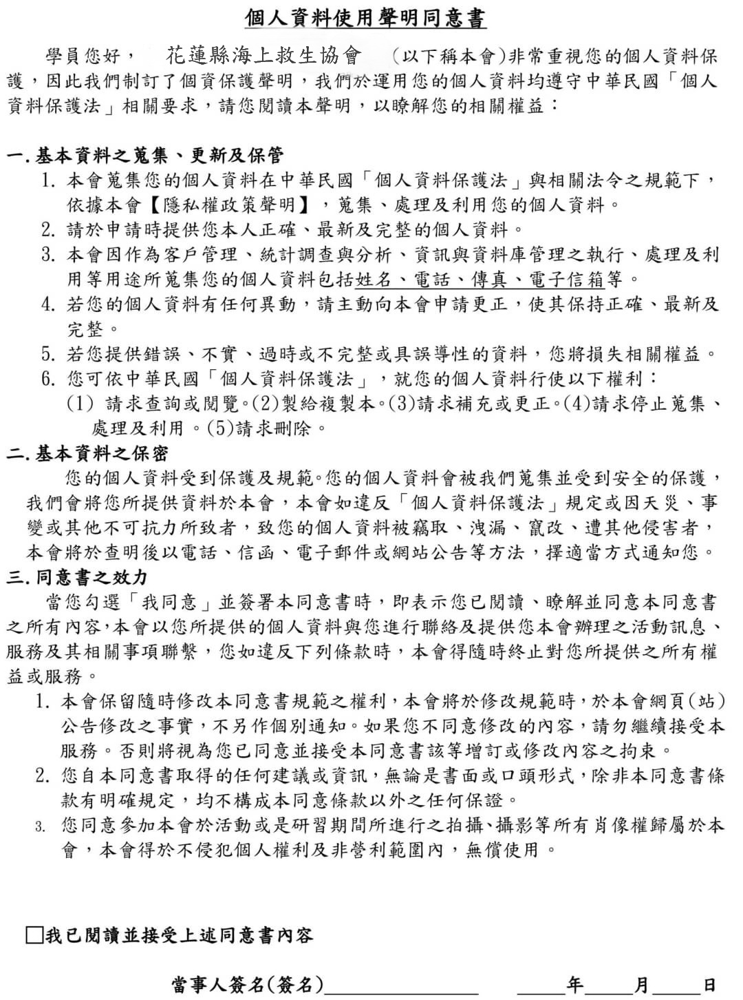 個人資料使用聲明同意書
學員您好， 花蓮縣海上救生協會 (以下稱本會)非常重視您的個人資料保
護，因此我們制訂了個資保護聲明，我們於運用您的個人資料均遵守中華民國「個人
資料保護法」相關要求，請您閱讀本聲明，以瞭解您的相關權益：
一.基本資料之蒐集、更新及保管
1. 本會蒐集您的個人資料在中華民國「個人資料保護法」與相關法令之規範下，
依據本會【隱私權政策聲明】，蒐集、處理及利用您的個人資料。
2. 請於申請時提供您本人正確、最新及完整的個人資料。
3. 本會因作為客戶管理、統計調查與分析、資訊與資料庫管理之執行、處理及利
用等用途所蒐集您的個人資料包括姓名、電話、傳真、電子信箱等。
4. 若您的個人資料有任何異動，請主動向本會申請更正，使其保持正確、最新及
完整。
5. 若您提供錯誤、不實、過時或不完整或具誤導性的資料，您將損失相關權益。
6. 您可依中華民國「個人資料保護法」，就您的個人資料行使以下權利：
(1) 請求查詢或閱覽。(2)製給複製本。(3)請求補充或更正。(4)請求停止蒐集、
處理及利用。(5)請求刪除。
二.基本資料之保密
您的個人資料受到保護及規範。您的個人資料會被我們蒐集並受到安全的保護，
我們會將您所提供資料於本會，本會如違反「個人資料保護法」規定或因天災、事
變或其他不可抗力所致者，致您的個人資料被竊取、洩漏、竄改、遭其他侵害者，
本會將於查明後以電話、信函、電子郵件或網站公告等方法，擇適當方式通知您。
三.同意書之效力
當您勾選「我同意」並簽署本同意書時，即表示您已閱讀、瞭解並同意本同意書
之所有內容，本會以您所提供的個人資料與您進行聯絡及提供您本會辦理之活動訊息、
服務及其相關事項聯繫，您如違反下列條款時，本會得隨時終止對您所提供之所有權
益或服務。
1. 本會保留隨時修改本同意書規範之權利，本會將於修改規範時，於本會網頁(站)
公告修改之事實，不另作個別通知。如果您不同意修改的內容，請勿繼續接受本
服務。否則將視為您已同意並接受本同意書該等增訂或修改內容之拘束。
2. 您自本同意書取得的任何建議或資訊，無論是書面或口頭形式，除非本同意書條
款有明確規定，均不構成本同意條款以外之任何保證。
3. 您同意參加本會於活動或是研習期間所進行之拍攝、攝影等所有肖像權歸屬於本
會，本會得於不侵犯個人權利及非營利範圍內，無償使用。
□我已閱讀並接受上述同意書內容
當事人簽名(簽名)________________ _____年_____月_____日